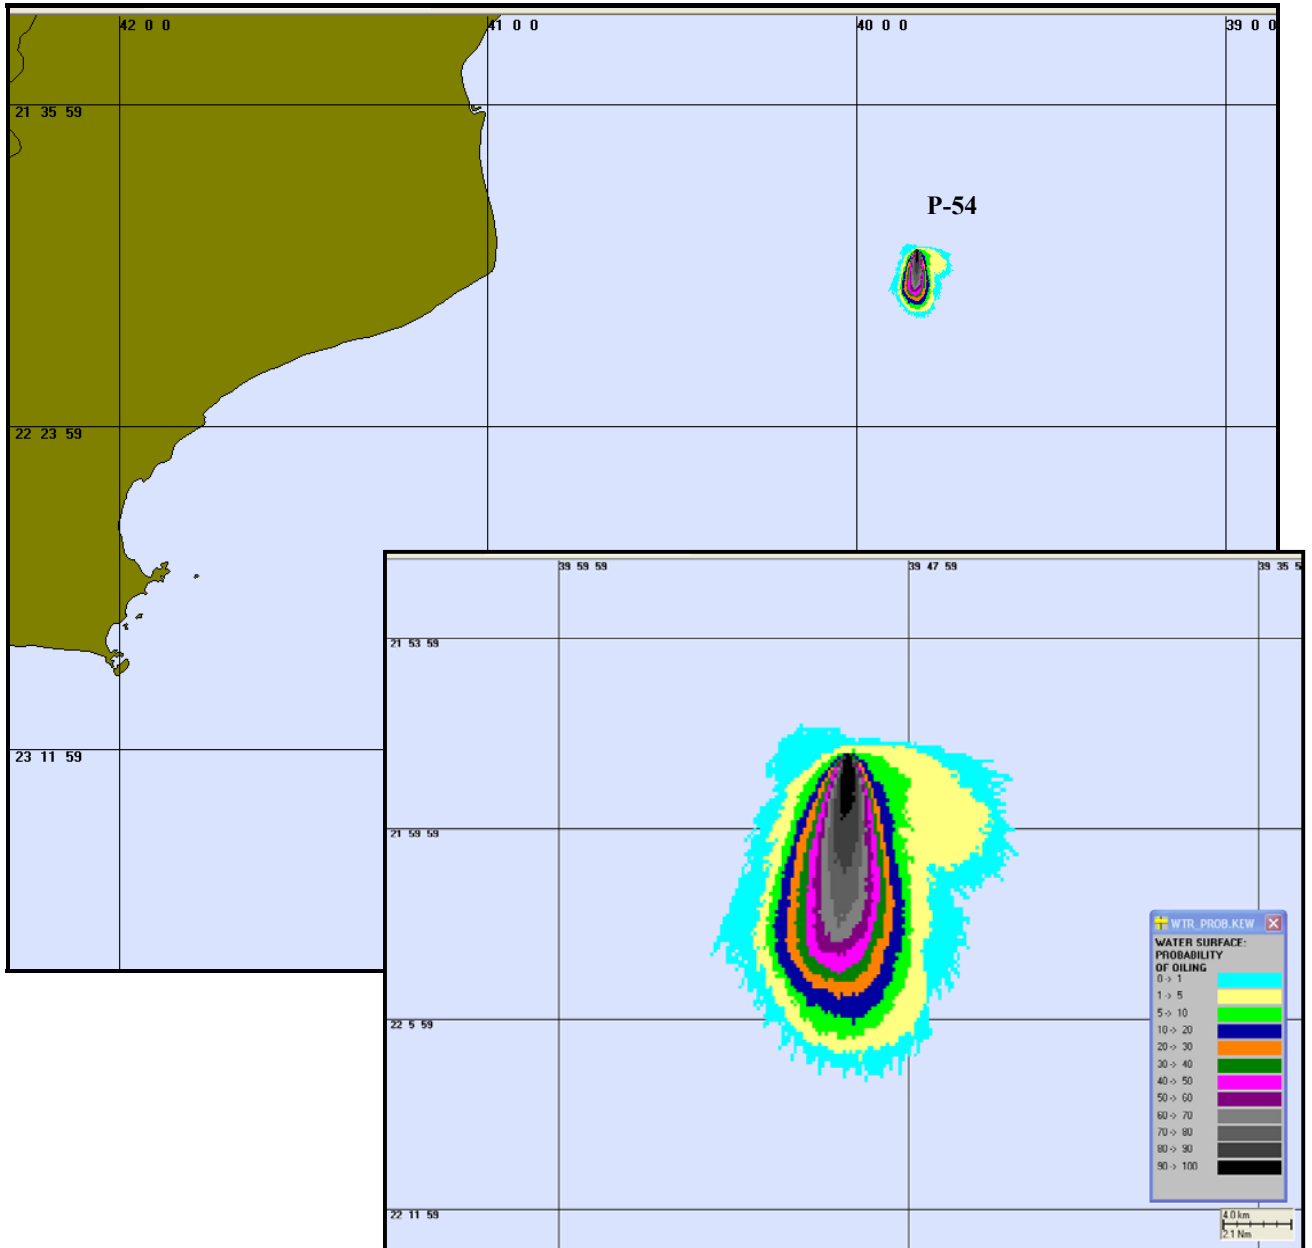 42 0 0
41 0 0
40 0 0
39 0 0
21 35 59
P-54
22 23 59
23 11 59
39 59 59
39 47 59
39 35 5
21 53 59
21 59 59
22 5 59
22 11 59
WTR_PROB.KEW
WATER SURFACE:
PROBABILITY
OF OILING
0 -> 1
1 -> 5
5 -> 10
10 -> 20
20 -> 30
30 -> 40
40 -> 50
50 -> 60
60 -> 70
70 -> 80
80 -> 90
90 -> 100
4.0 km
2.1 Nm